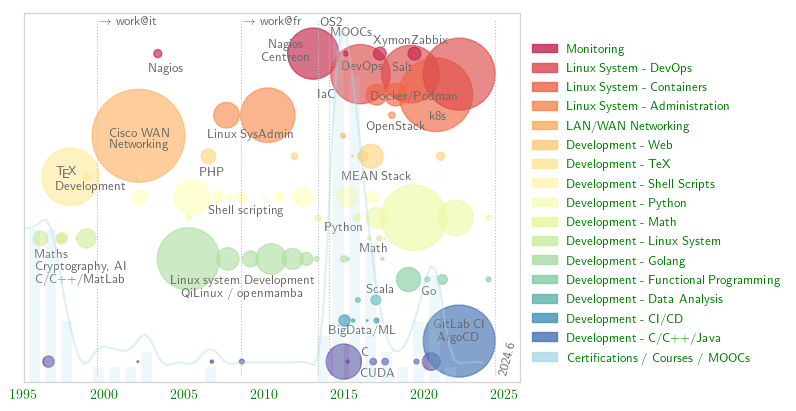 → work@it
→ work@fr
OS2
MOOCs
Nagios
Centreon
Xymon
Zabbix
Nagios
DevOps
Salt
IaC
Docker/Podman
k8s
OpenStack
Cisco WAN
Networking
Linux SysAdmin
PHP
MEAN Stack
TEX
Development
Shell scripting
Python
Math
Maths
Cryptography, AI
C/C++/MatLab
Linux system Development
QiLinux / openmamba
Scala
Go
BigData/ML
GitLab CI
ArgoCD
C
CUDA
2024.6
1995
2000
2005
2010
2015
2020
2025
Monitoring
Linux System - DevOps
Linux System - Containers
Linux System - Administration
LAN/WAN Networking
Development - Web
Development - TeX
Development - Shell Scripts
Development - Python
Development - Math
Development - Linux System
Development - Golang
Development - Functional Programming
Development - Data Analysis
Development - CI/CD
Development - C/C++/Java
Certifications / Courses / MOOCs